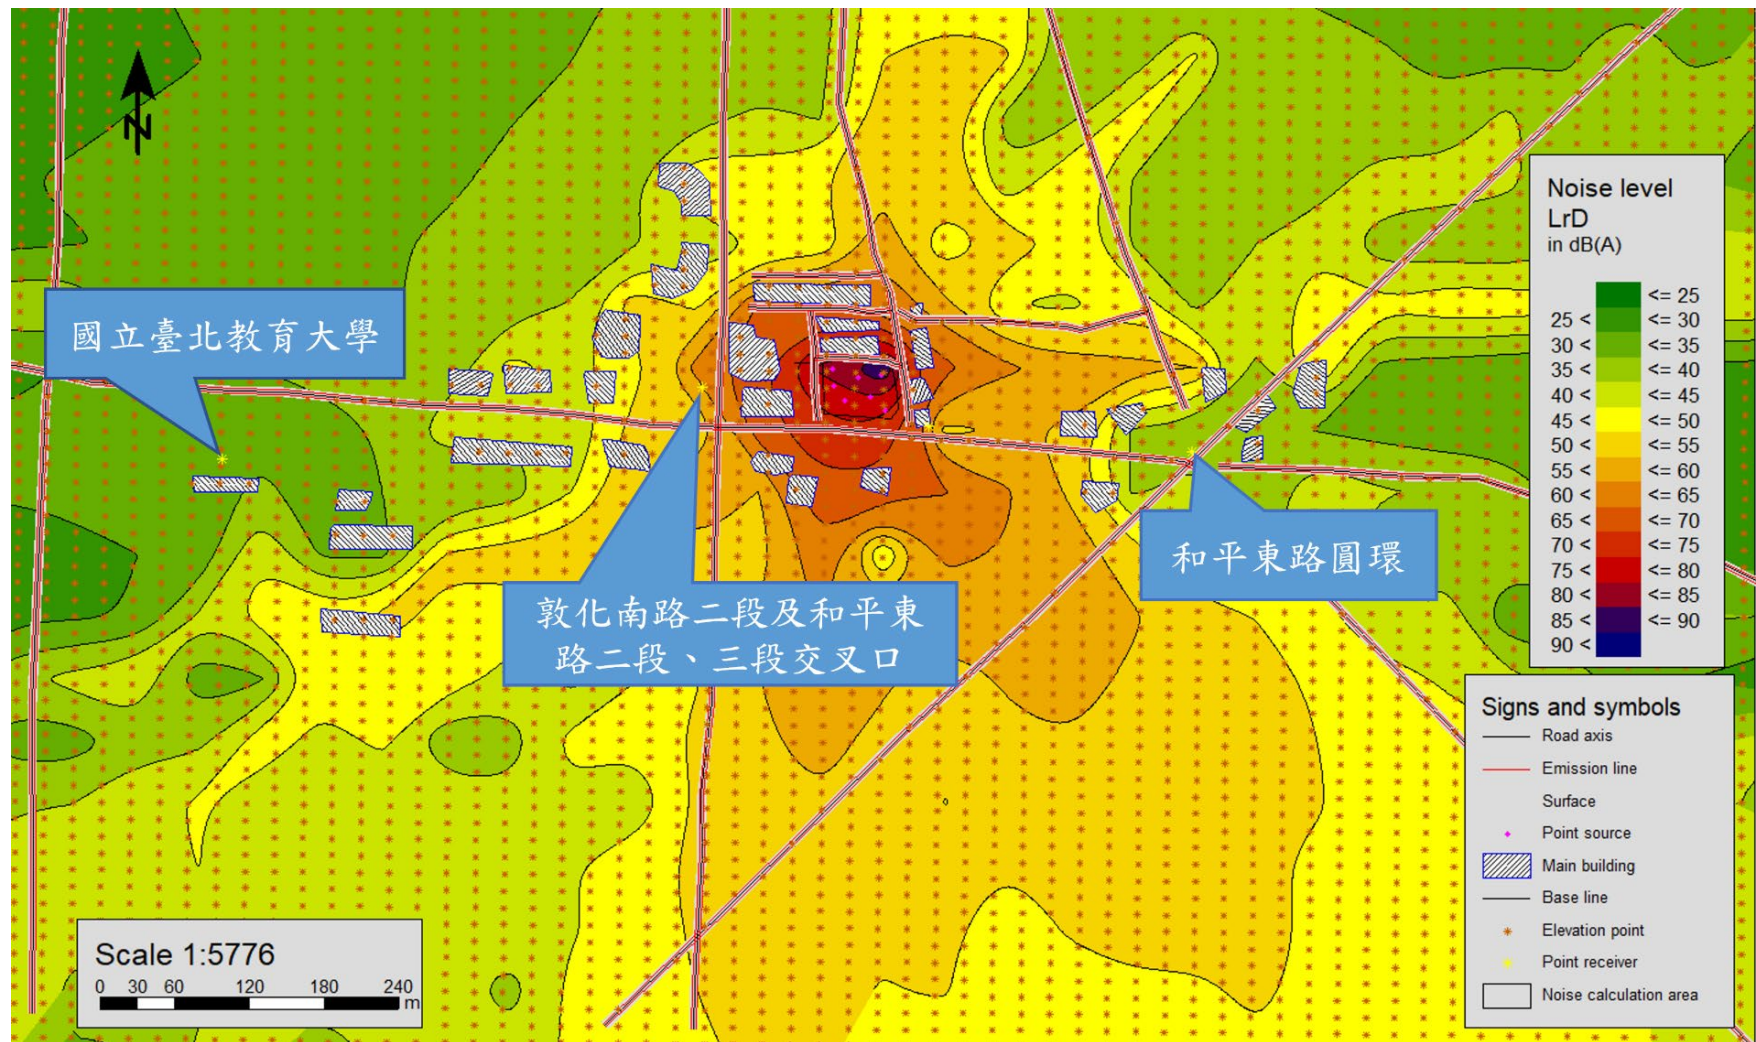 N
國立臺北教育大學
敦化南路二段及和平東
路二段、三段交叉口
和平東路圓環
Noise level
LrD
in dB(A)
<= 25
25 < <= 30
30 < <= 35
35 < <= 40
40 < <= 45
45 < <= 50
50 < <= 55
55 < <= 60
60 < <= 65
65 < <= 70
70 < <= 75
75 < <= 80
80 < <= 85
85 < <= 90
90 <
Signs and symbols
Road axis
Emission line
Surface
Point source
Main building
Base line
Elevation point
Point receiver
Noise calculation area
Scale 1:5776
0 30 60 120 180 240
m